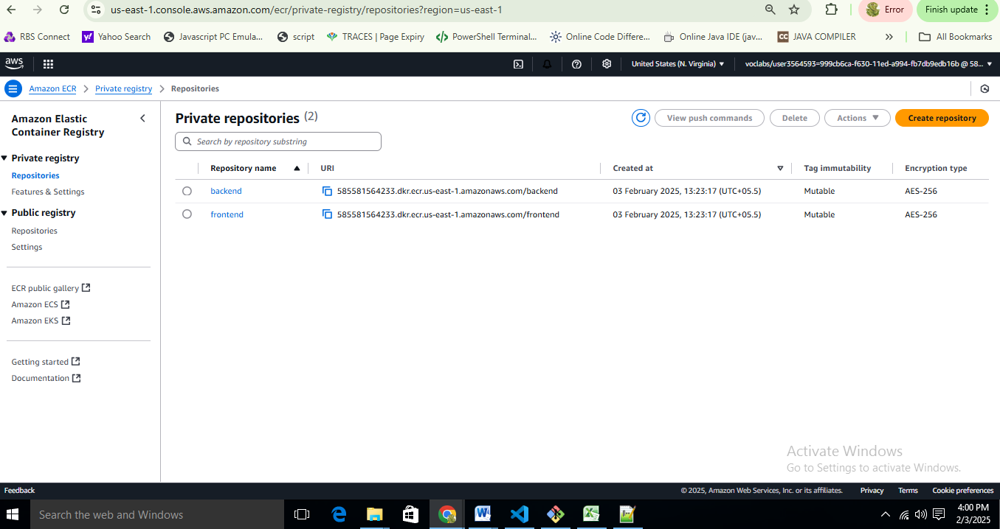 us-east-1.console.aws.amazon.com/ecr/private-registry/repositories?region=us-east-1
Error
Finish update
RBS Connect
Yahoo Search
Javascript PC Emula...
script
TRACES | Page Expiry
PowerShell Terminal...
Online Code Differe...
Online Java IDE (jav...
CC JAVA COMPILER
All Bookmarks
aws
United States (N. Virginia)
voclabs/user3564593=999cb6ca-f630-11ed-a994-fb7db9edb16b @ 58...
Amazon ECR
Private registry
Repositories
Amazon Elastic
Container Registry
Private registry
Repositories
Features & Settings
Public registry
Repositories
Settings
ECR public gallery
Amazon ECS
Amazon EKS
Getting started
Documentation
Private repositories (2)
View push commands
Delete
Actions
Create repository
Search by repository substring
Repository name URI Created at Tag immutability Encryption type
backend 585581564233.dkr.ecr.us-east-1.amazonaws.com/backend 03 February 2025, 13:23:17 (UTC+05.5) Mutable AES-256
frontend 585581564233.dkr.ecr.us-east-1.amazonaws.com/frontend 03 February 2025, 13:23:17 (UTC+05.5) Mutable AES-256
Activate Windows
Go to Settings to activate Windows.
Feedback
© 2025, Amazon Web Services, Inc. or its affiliates.
Privacy
Terms
Cookie preferences
Search the web and Windows
4:00 PM
2/3/2025